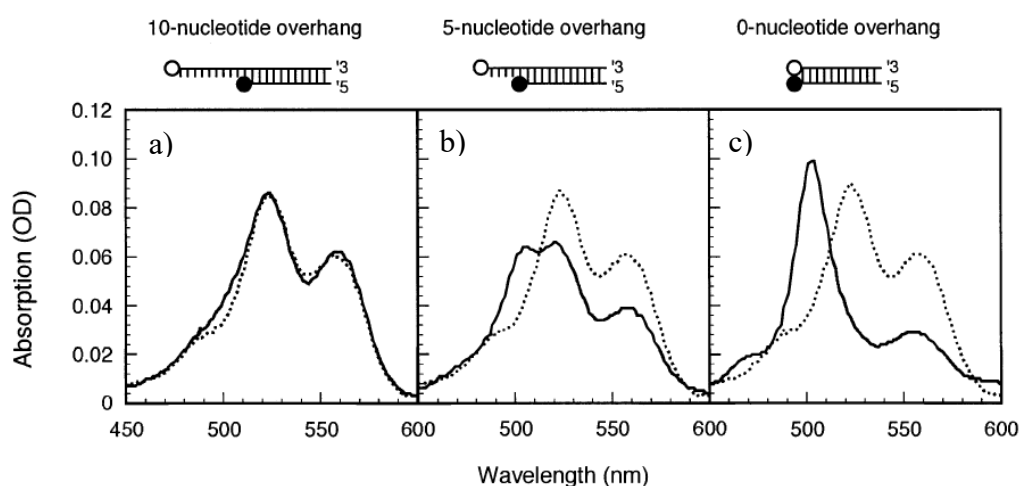 10-nucleotide overhang 5-nucleotide overhang 0-nucleotide overhang
'3 '3 '3
'5 '5 '5
0.12
a) b) c)
0.10
0.08
0.06
0.04
0.02
0
Absorption (OD)
450 500 550 600 500 550 600 500 550 600
Wavelength (nm)